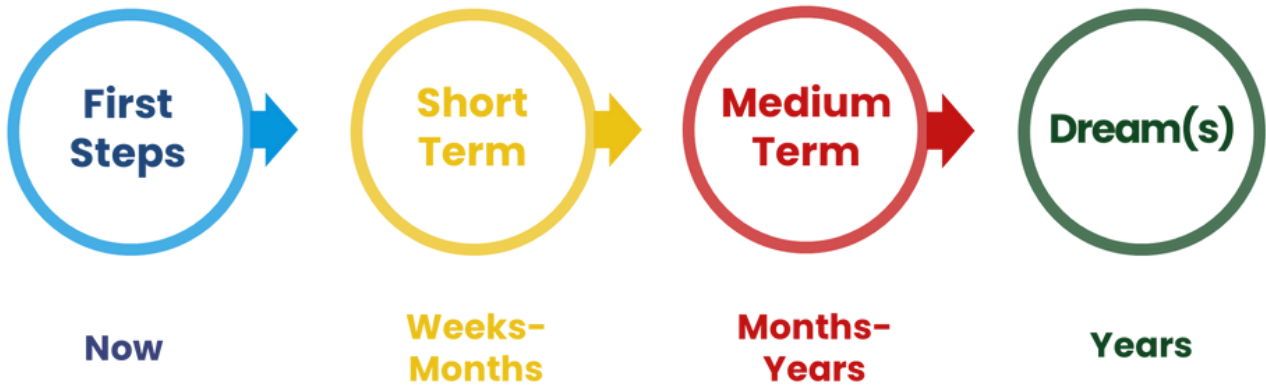 First
Steps
Short
Term
Medium
Term
Dream(s)
Now
Weeks-
Months
Months-
Years
Years